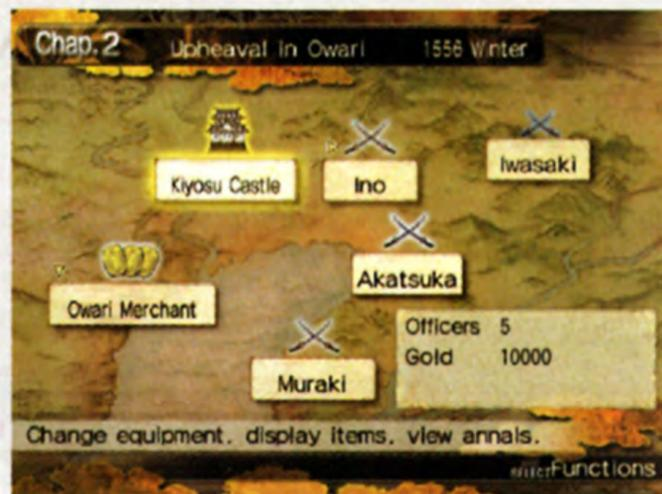 Chap.2 Upheaval in Owari 1556 Winter
Kiyosu Castle
Ino
Iwasaki
Akatsuka
Owari Merchant
Muraki
Officers 5
Gold 10000
Change equipment, display items, view annals.
SELECT Functions